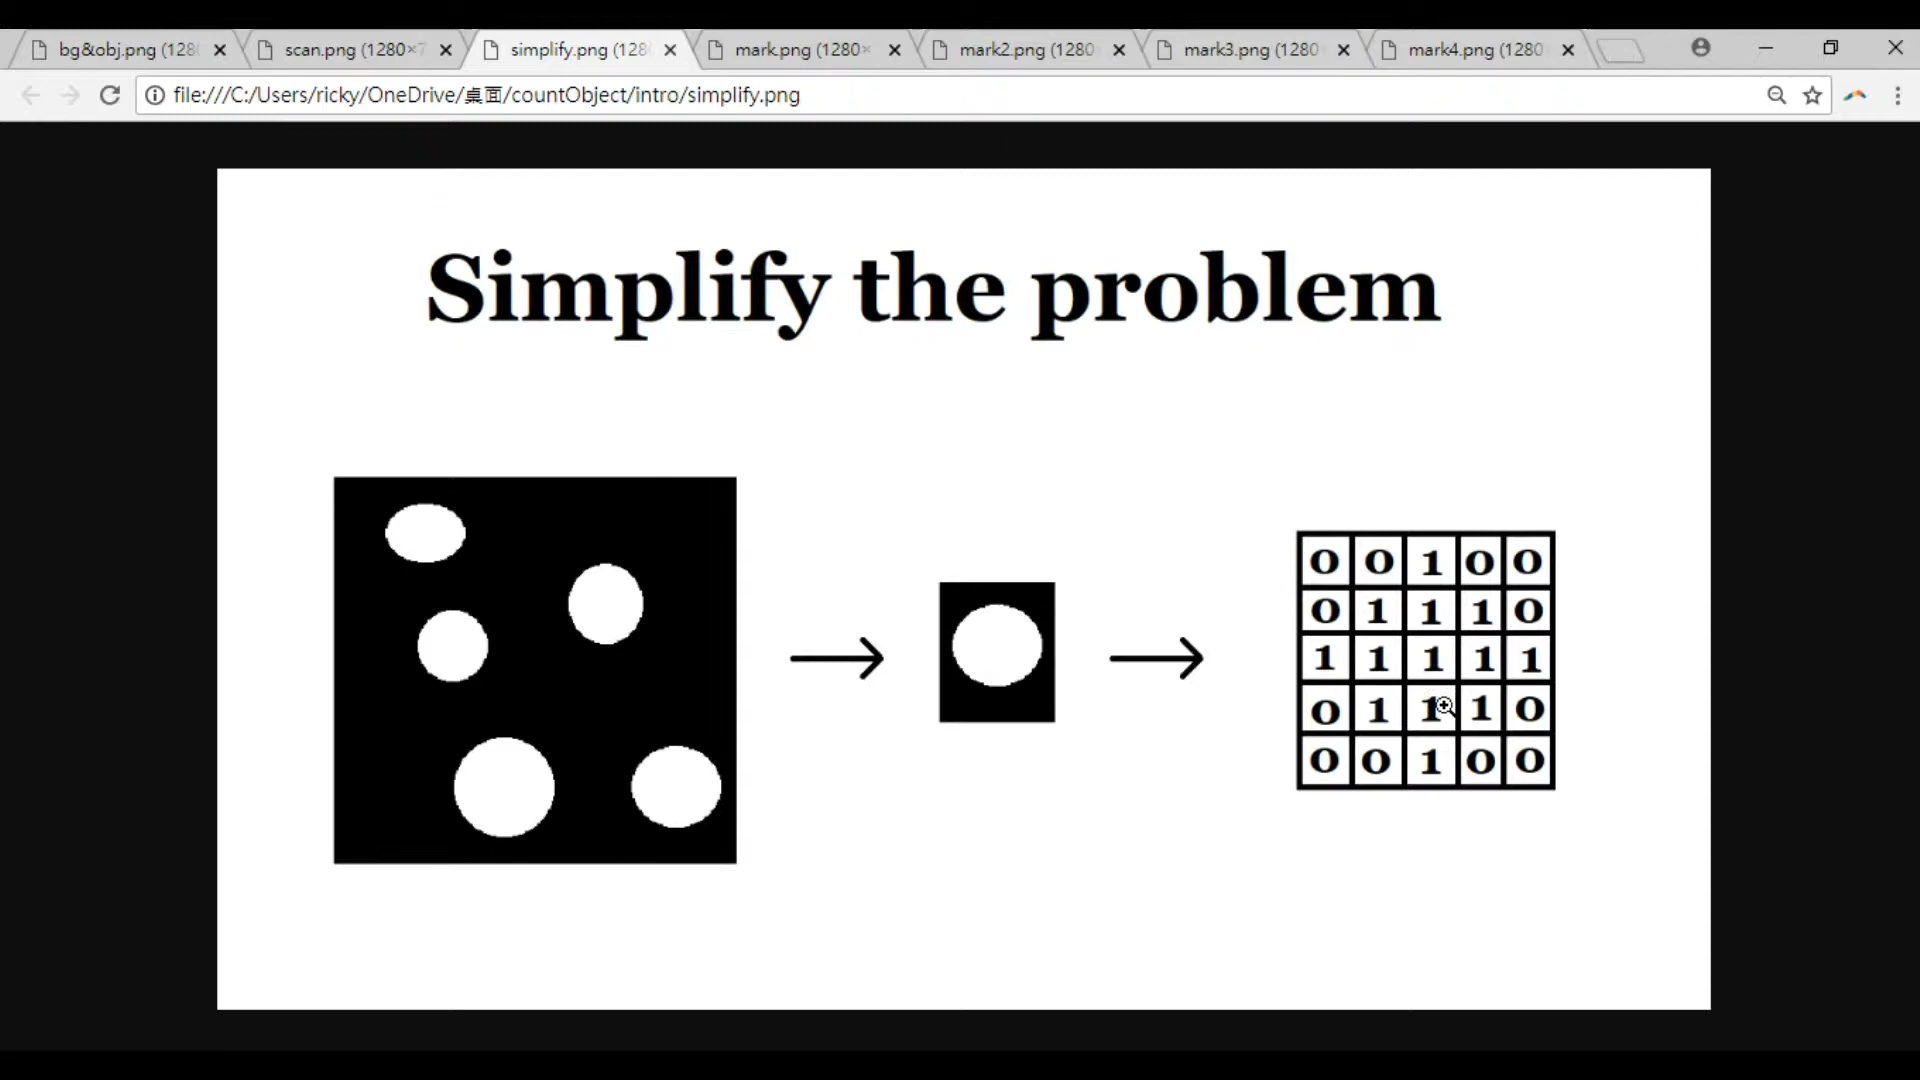 bg&obj.png (128
scan.png (1280×7
simplify.png (128
mark.png (1280×
mark2.png (1280
mark3.png (1280
mark4.png (1280
file:///C:/Users/ricky/OneDrive/桌面/countObject/intro/simplify.png
Simplify the problem
0 0 1 0 0
0 1 1 1 0
1 1 1 1 1
0 1 1 1 0
0 0 1 0 0